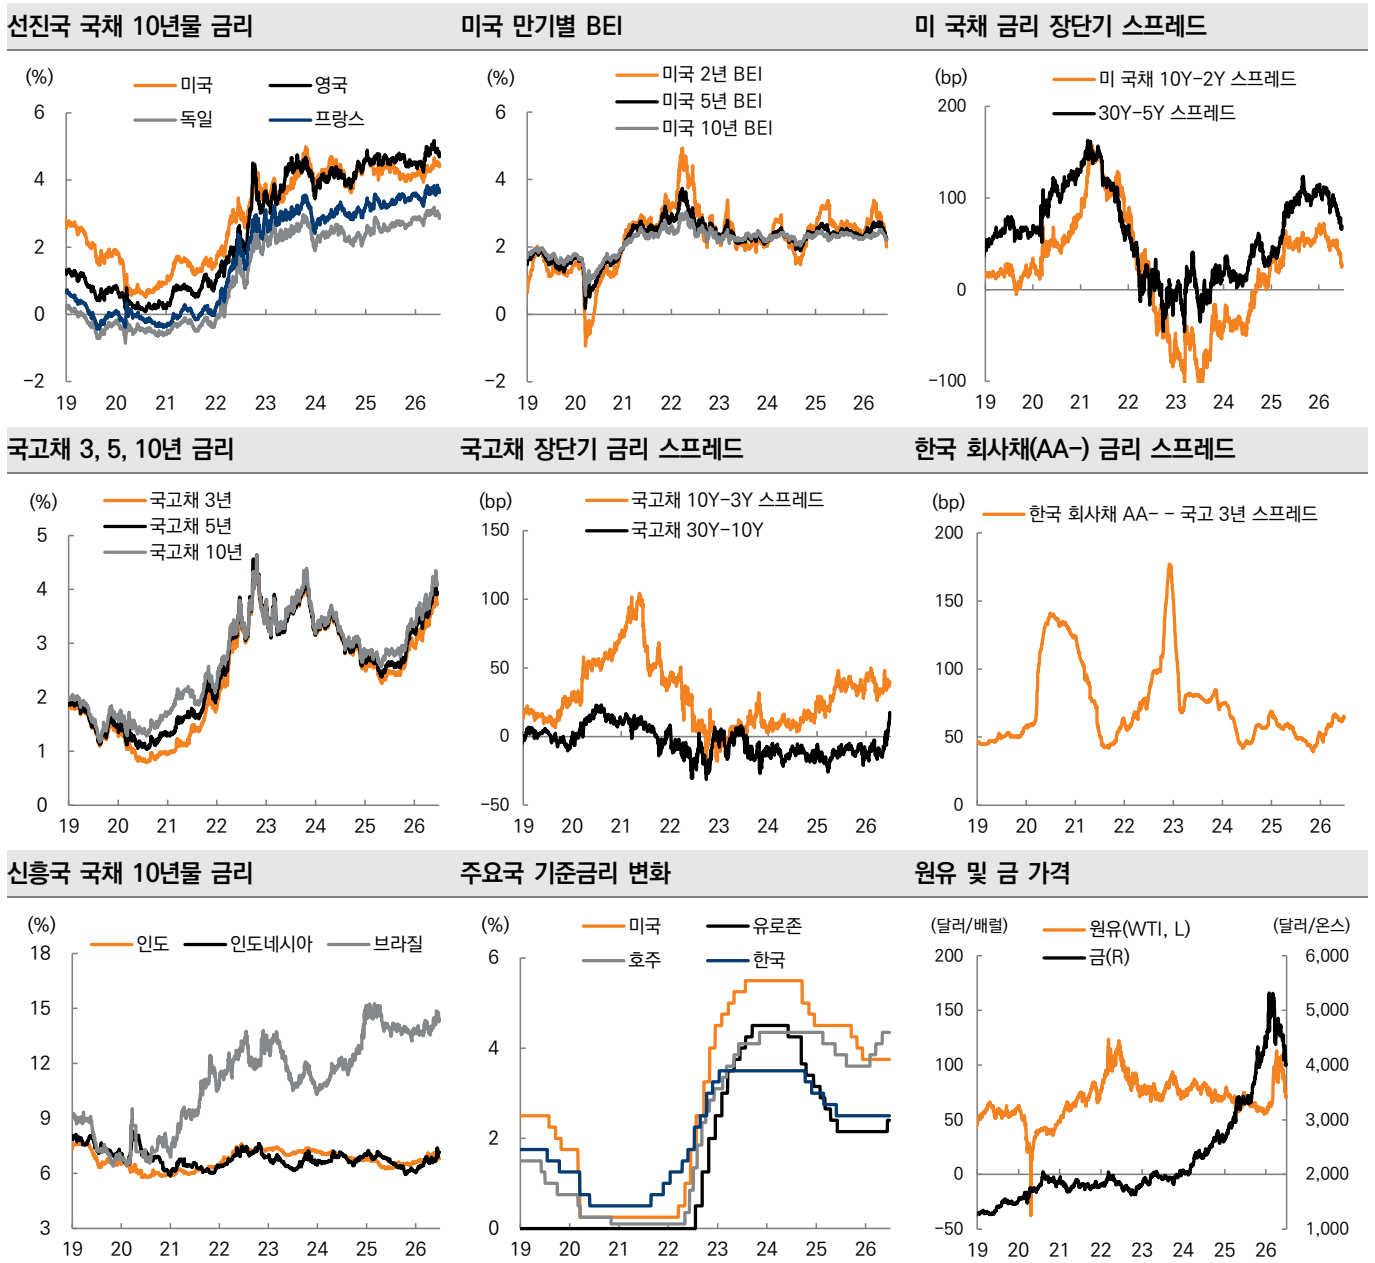 선진국 국채 10년물 금리
(%)
미국
영국
독일
프랑스
6
4
2
0
−2
19 20 21 22 23 24 25 26
미국 만기별 BEI
(%)
미국 2년 BEI
미국 5년 BEI
미국 10년 BEI
6
4
2
0
−2
19 20 21 22 23 24 25 26
미 국채 금리 장단기 스프레드
(bp)
미 국채 10Y−2Y 스프레드
30Y−5Y 스프레드
200
100
0
−100
19 20 21 22 23 24 25 26
국고채 3, 5, 10년 금리
(%)
국고채 3년
국고채 5년
국고채 10년
5
4
3
2
1
0
19 20 21 22 23 24 25 26
국고채 장단기 금리 스프레드
(bp)
국고채 10Y−3Y 스프레드
국고채 30Y−10Y
150
100
50
0
−50
19 20 21 22 23 24 25 26
한국 회사채(AA−) 금리 스프레드
(bp)
한국 회사채 AA− − 국고 3년 스프레드
200
150
100
50
0
19 20 21 22 23 24 25 26
신흥국 국채 10년물 금리
(%)
인도
인도네시아
브라질
18
15
12
9
6
3
19 20 21 22 23 24 25 26
주요국 기준금리 변화
(%)
미국
유로존
호주
한국
6
4
2
0
19 20 21 22 23 24 25 26
원유 및 금 가격
(달러/배럴)
(달러/온스)
원유(WTI, L)
금(R)
200
150
100
50
0
−50
6,000
5,000
4,000
3,000
2,000
1,000
19 20 21 22 23 24 25 26